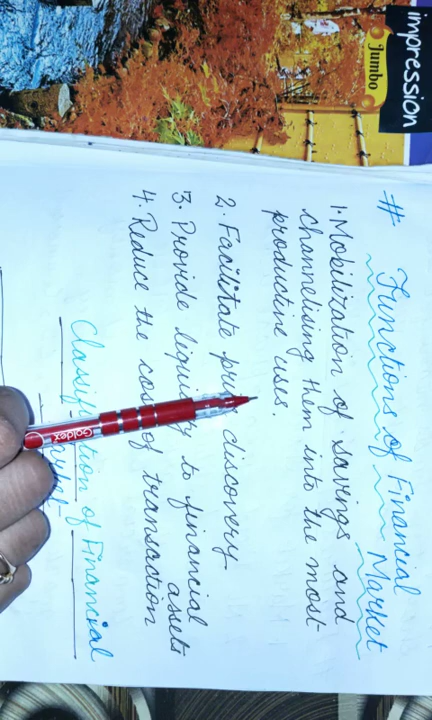 impression
Jumbo
# Functions of Financial
Market
1. Mobilization of savings and
channelising them into the most
productive uses.
2. Facilitate discovery
3. Provide to financial
assets
4. Reduce the cost of transaction
of Financial
Goldex